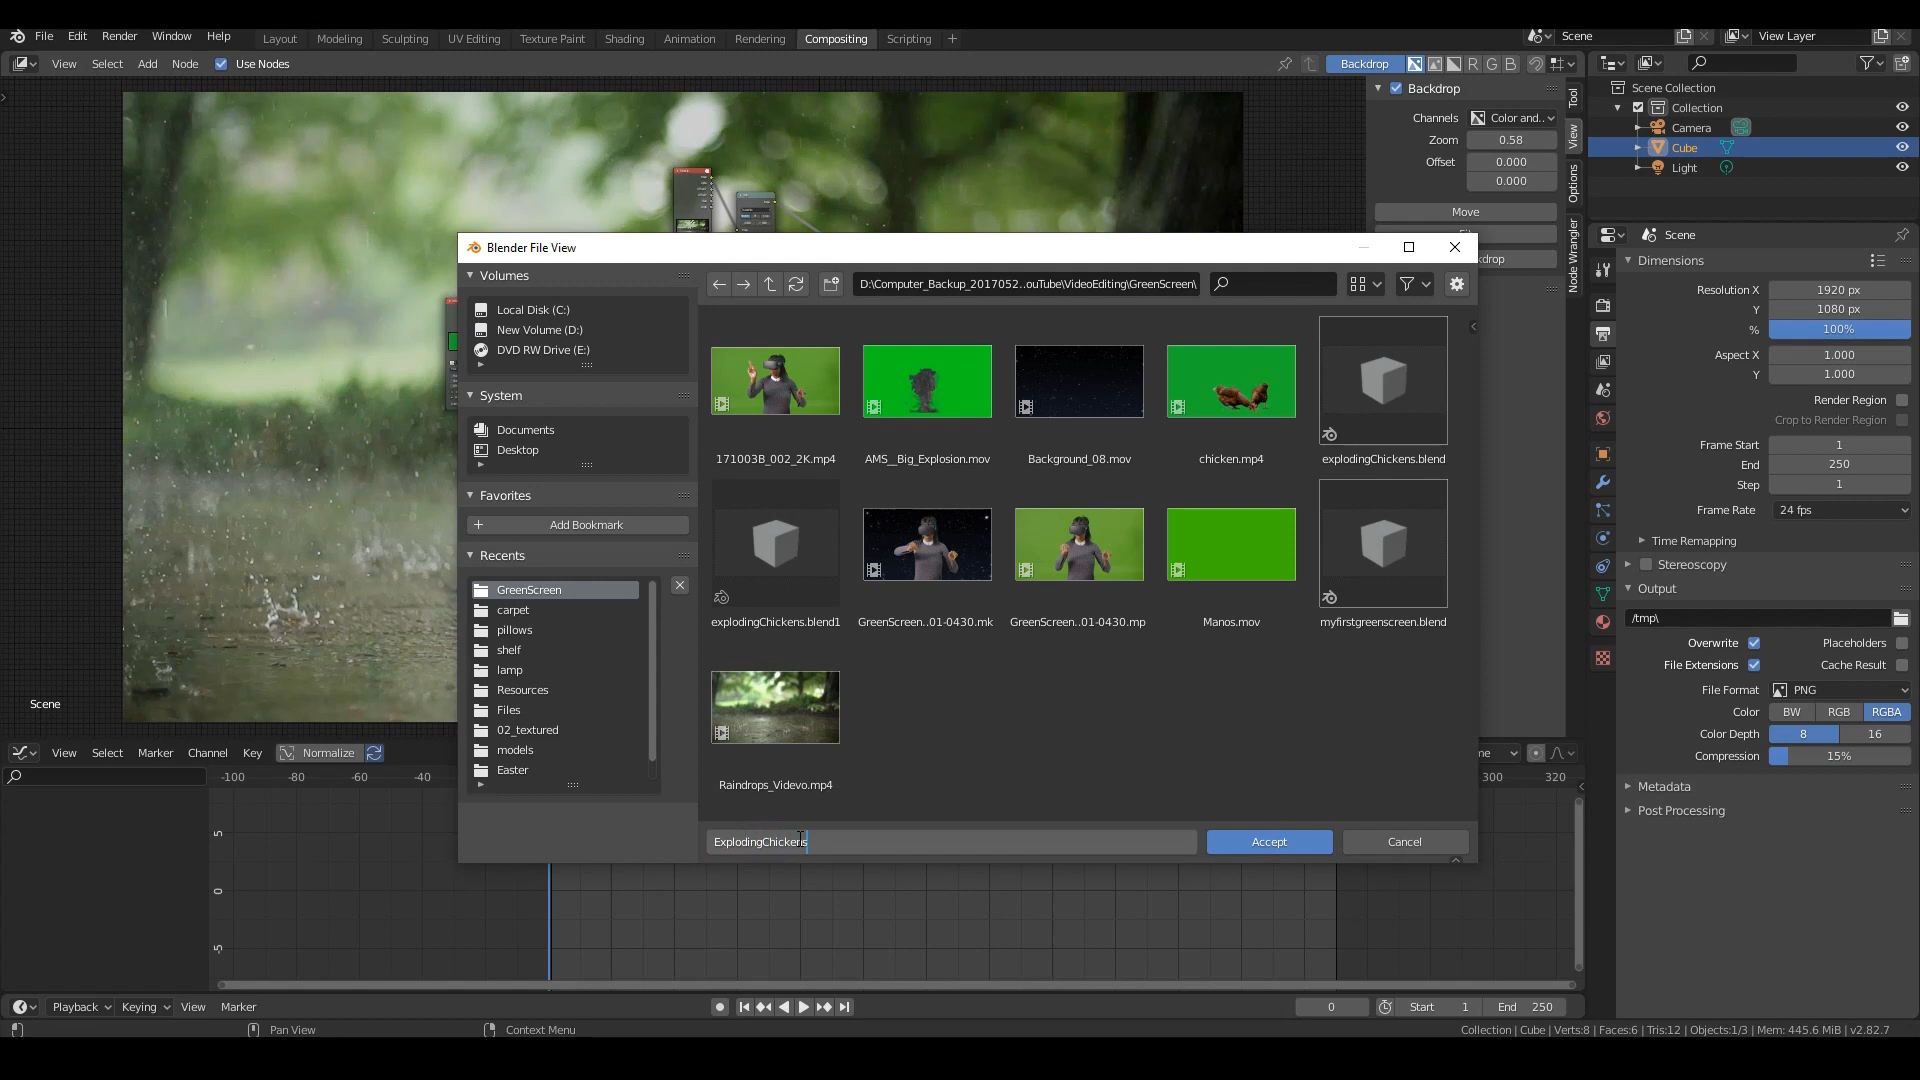 File Edit Render Window Help Layout Modeling Sculpting UV Editing Texture Paint Shading Animation Rendering Compositing Scripting + Scene View Layer
View Select Add Node Use Nodes Backdrop R G B
Backdrop
Channels Color and..
Zoom 0.58
Offset 0.000
0.000
Move
Tool
View
Options
Node Wrangler
Scene Collection
Collection
Camera
Cube
Light
Scene
Dimensions
Resolution X 1920 px
Y 1080 px
% 100%
Aspect X 1.000
Y 1.000
Render Region
Crop to Render Region
Frame Start 1
End 250
Step 1
Frame Rate 24 fps
Time Remapping
Stereoscopy
Output
/tmp\
Overwrite Placeholders
File Extensions Cache Result
File Format PNG
Color BW RGB RGBA
Color Depth 8 16
Compression 15%
Metadata
Post Processing
Blender File View
Volumes
Local Disk (C:)
New Volume (D:)
DVD RW Drive (E:)
System
Documents
Desktop
Favorites
Add Bookmark
Recents
GreenScreen
carpet
pillows
shelf
lamp
Resources
Files
02_textured
models
Easter
D:\Computer_Backup_2017052..ouTube\VideoEditing\GreenScreen\
171003B_002_2K.mp4 AMS__Big_Explosion.mov Background_08.mov chicken.mp4 explodingChickens.blend
explodingChickens.blend1 GreenScreen..01-0430.mk GreenScreen..01-0430.mp Manos.mov myfirstgreenscreen.blend
Raindrops_Videvo.mp4
ExplodingChickens Accept Cancel
Scene
View Select Marker Channel Key Normalize
-100 -80 -60 -40 300 320
5
0
-5
Playback Keying View Marker 0 Start 1 End 250
Pan View Context Menu Collection | Cube | Verts:8 | Faces:6 | Tris:12 | Objects:1/3 | Mem: 445.6 MiB | v2.82.7